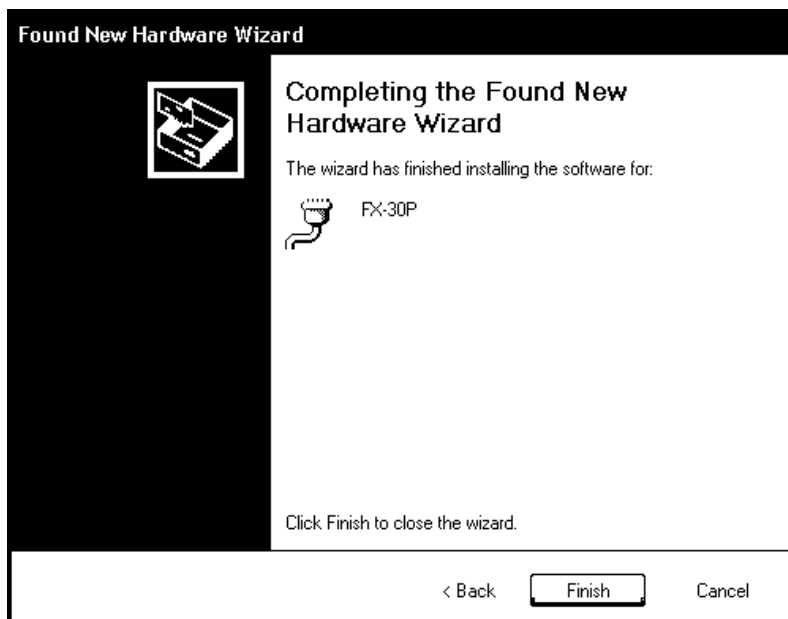 Found New Hardware Wizard
Completing the Found New
Hardware Wizard
The wizard has finished installing the software for:
FX-30P
Click Finish to close the wizard.
< Back Finish Cancel